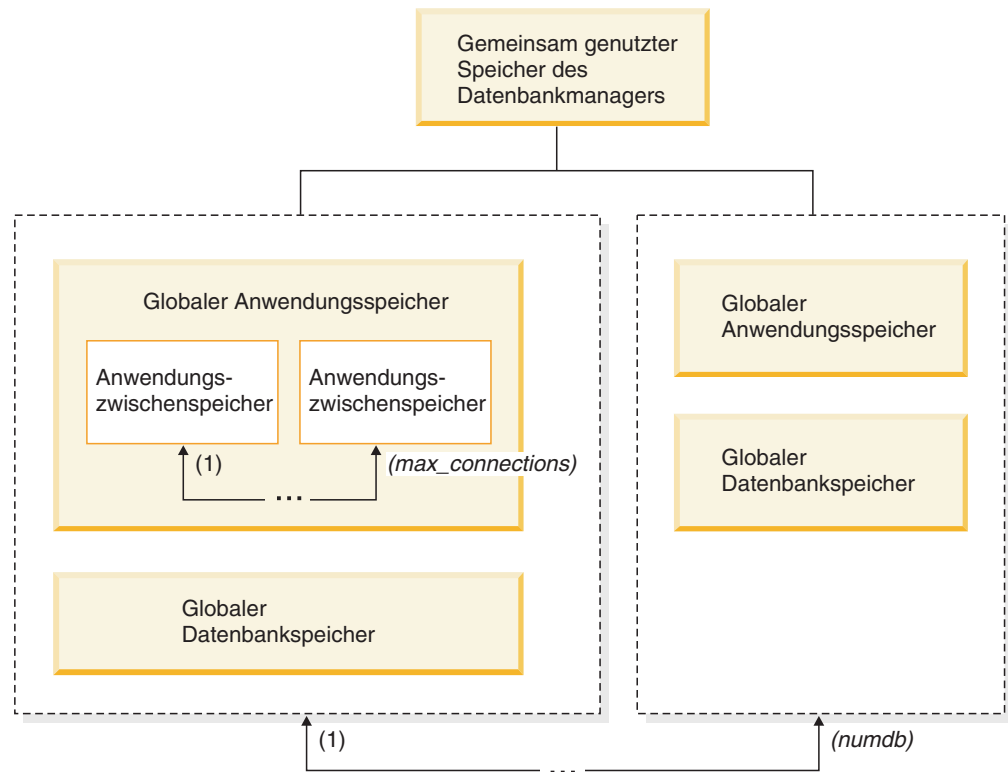 Gemeinsam genutzter
Speicher des
Datenbankmanagers
Globaler Anwendungsspeicher
Anwendungs-
zwischenspeicher
Anwendungs-
zwischenspeicher
(1)
(max_connections)
...
Globaler
Datenbankspeicher
Globaler
Anwendungsspeicher
Globaler
Datenbankspeicher
(1)
(numdb)
...